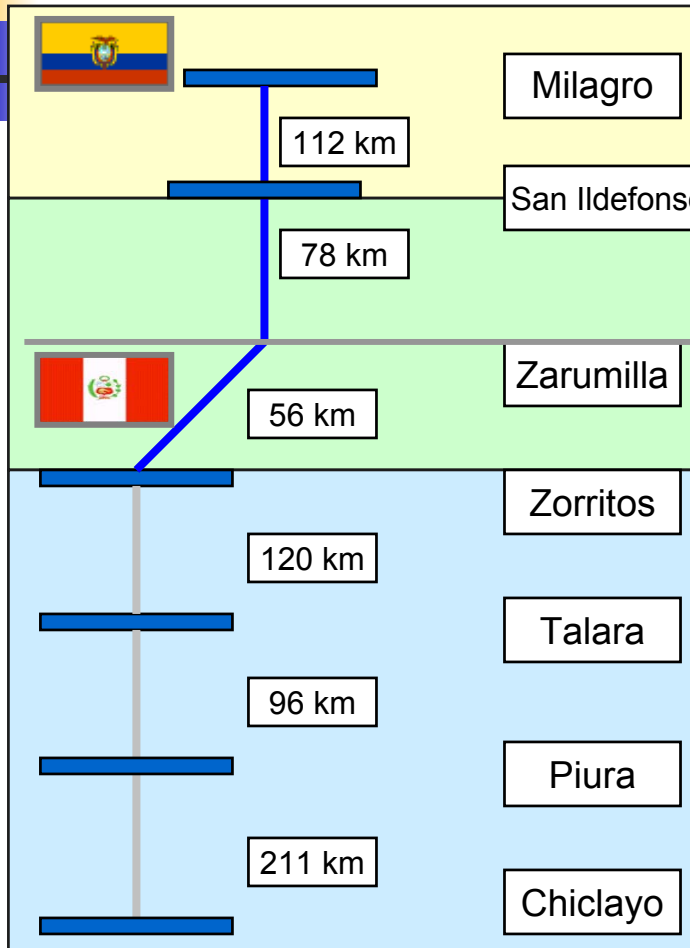 Milagro
112 km
San Ildefonso
78 km
Zarumilla
56 km
Zorritos
120 km
Talara
96 km
Piura
211 km
Chiclayo